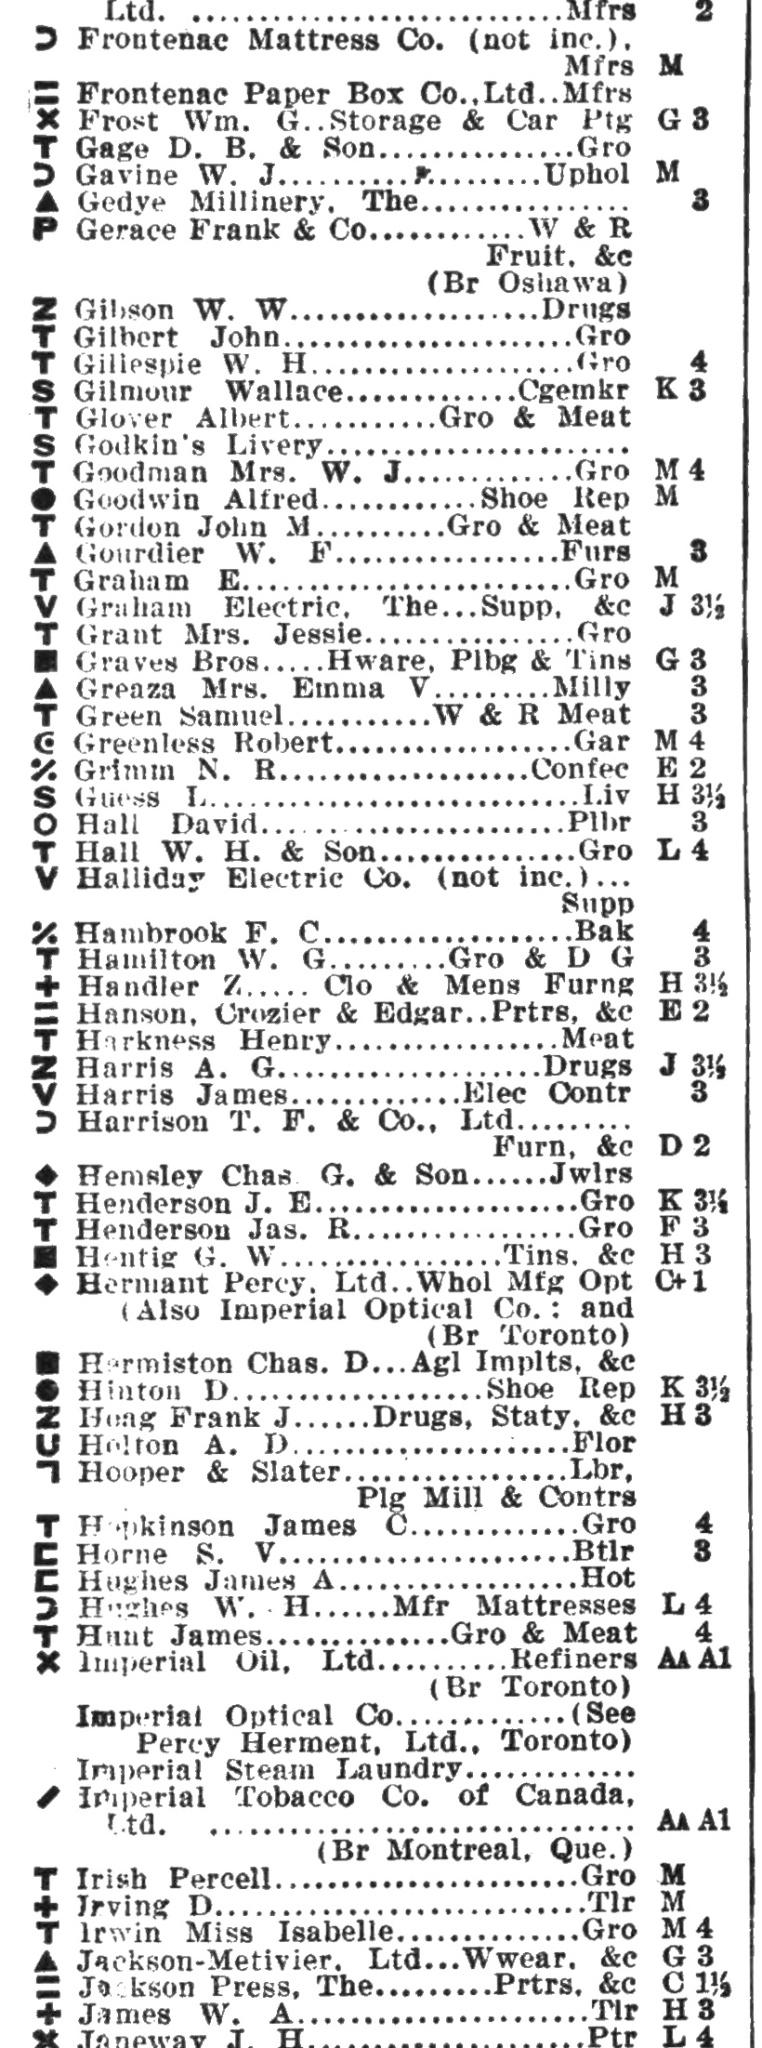 Ltd. ............................Mfrs 2
Frontenac Mattress Co. (not inc.),
Mfrs M
Frontenac Paper Box Co.,Ltd..Mfrs
Frost Wm. G..Storage & Car Ptg G 3
T Gage D. B. & Son...............Gro
Gavine W. J....................Uphol M
▲ Gedye Millinery, The................ 3
P Gerace Frank & Co............W & R
Fruit, &c
(Br Oshawa)
Z Gibson W. W...................Drugs
T Gilbert John......................Gro
T Gillespie W. H....................Gro 4
S Gilmour Wallace.............Cgemkr K 3
T Glover Albert..........Gro & Meat
S Godkin's Livery.......................
T Goodman Mrs. W. J.............Gro M 4
● Goodwin Alfred............Shoe Rep M
T Gordon John M..........Gro & Meat
▲ Gourdier W. F.................Furs 3
T Graham E.........................Gro M
V Graham Electric, The...Supp, &c J 3½
T Grant Mrs. Jessie................Gro
■ Graves Bros.....Hware, Plbg & Tins G 3
▲ Greaza Mrs. Emma V.........Milly 3
T Green Samuel...........W & R Meat 3
Greenless Robert..................Gar M 4
٪ Grimm N. R...................Confec E 2
S Guess L............................Liv H 3½
O Hall David.......................Plbr 3
T Hall W. H. & Son...............Gro L 4
V Halliday Electric Co. (not inc.)...
Supp
٪ Hambrook F. C...................Bak 4
T Hamilton W. G.........Gro & D G 3
+ Handler Z..... Clo & Mens Furng H 3½
= Hanson, Crozier & Edgar..Prtrs, &c E 2
T Harkness Henry.................Meat
Z Harris A. G....................Drugs J 3½
V Harris James.............Elec Contr 3
Harrison T. F. & Co., Ltd.........
Furn, &c D 2
◆ Hemsley Chas. G. & Son......Jwlrs
T Henderson J. E....................Gro K 3½
T Henderson Jas. R.................Gro F 3
■ Hentig G. W.................Tins, &c H 3
◆ Hermant Percy, Ltd..Whol Mfg Opt C+ 1
(Also Imperial Optical Co.: and
(Br Toronto)
■ Hermiston Chas. D...Agl Implts, &c
● Hinton D...................Shoe Rep K 3½
Z Hoag Frank J......Drugs, Staty, &c H 3
U Holton A. D.....................Flor
Hooper & Slater.................Lbr,
Plg Mill & Contrs
T Hopkinson James C.............Gro 4
Horne S. V......................Btlr 3
Hughes James A..................Hot
Hughes W. H......Mfr Mattresses L 4
T Hunt James..............Gro & Meat 4
Imperial Oil, Ltd..........Refiners AA A1
(Br Toronto)
Imperial Optical Co.............(See
Percy Herment, Ltd., Toronto)
Imperial Steam Laundry.............
Imperial Tobacco Co. of Canada,
Ltd. ................................ AA A1
(Br Montreal, Que.)
T Irish Percell.......................Gro M
+ Irving D............................Tlr M
T Irwin Miss Isabelle..............Gro M 4
▲ Jackson-Metivier, Ltd...Wwear, &c G 3
= Jackson Press, The.........Prtrs, &c C 1½
+ James W. A.......................Tlr H 3
Janeway J. H.....................Ptr L 4